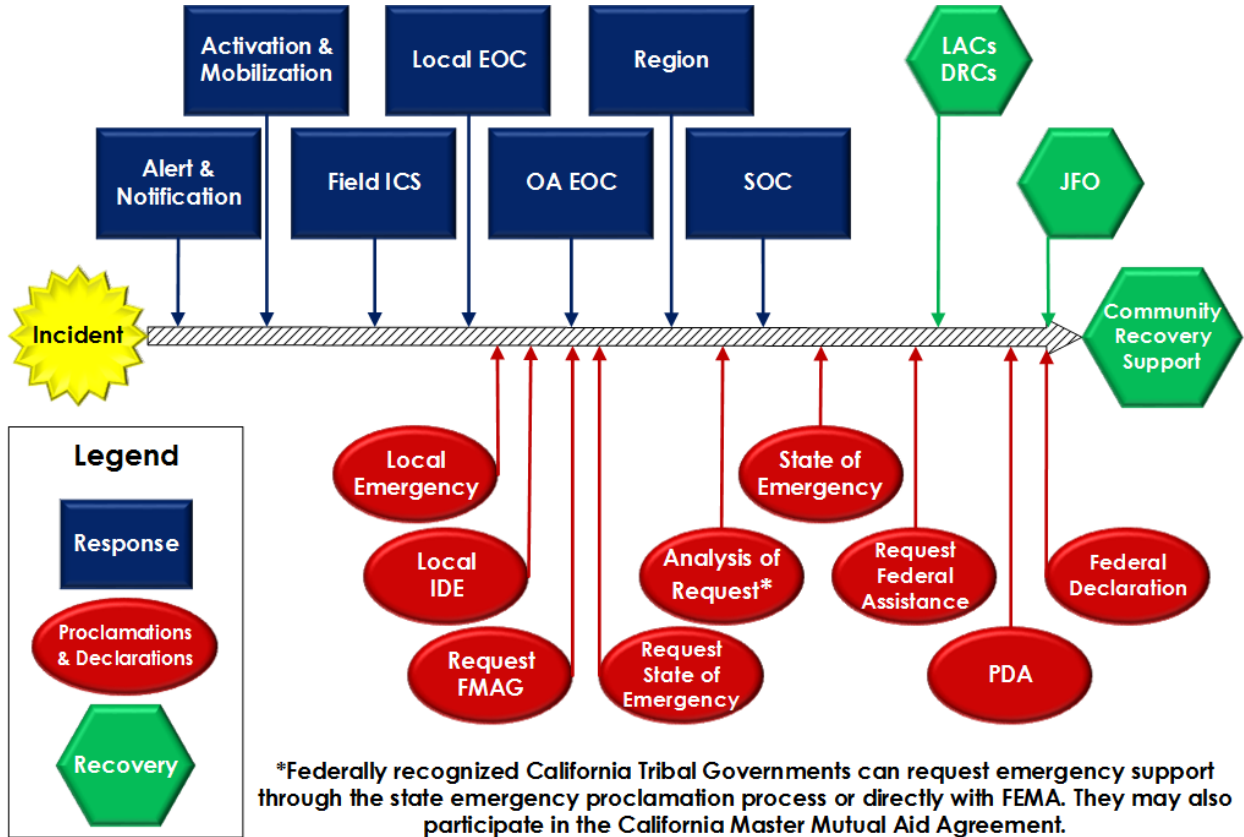 Activation &
Mobilization
Local EOC
Region
LACs
DRCs
Alert &
Notification
Field ICS
OA EOC
SOC
JFO
Incident
Community
Recovery
Support
Legend
Response
Proclamations
& Declarations
Recovery
Local
Emergency
State of
Emergency
Local
IDE
Analysis of
Request*
Request
Federal
Assistance
Federal
Declaration
Request
FMAG
Request
State of
Emergency
PDA
*Federally recognized California Tribal Governments can request emergency support
through the state emergency proclamation process or directly with FEMA. They may also
participate in the California Master Mutual Aid Agreement.